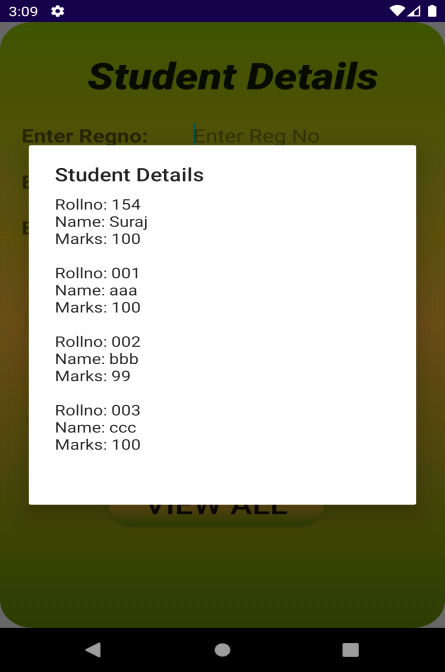 3:09
Student Details
Enter Regno: Enter Reg No
Student Details
Rollno: 154
Name: Suraj
Marks: 100
Rollno: 001
Name: aaa
Marks: 100
Rollno: 002
Name: bbb
Marks: 99
Rollno: 003
Name: ccc
Marks: 100
VIEW ALL